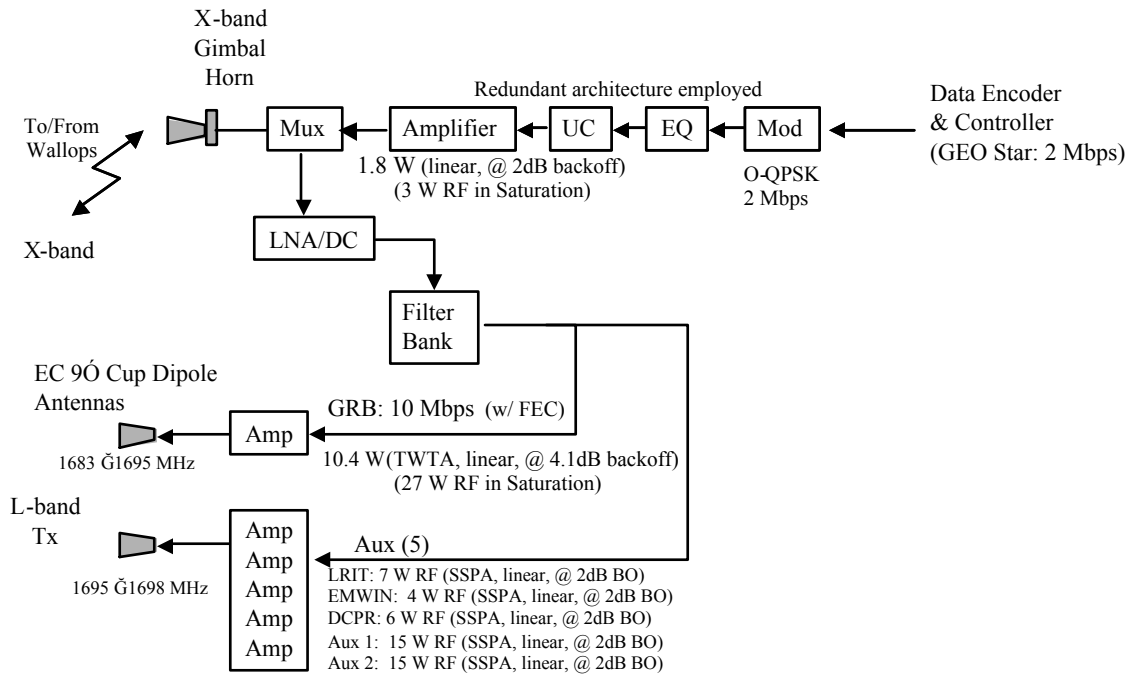 X-band
Gimbal
Horn
To/From
Wallops
X-band
Redundant architecture employed
Mux
Amplifier
UC
EQ
Mod
Data Encoder
& Controller
(GEO Star: 2 Mbps)
1.8 W (linear, @ 2dB backoff)
(3 W RF in Saturation)
O-QPSK
2 Mbps
LNA/DC
Filter
Bank
EC 9Ó Cup Dipole
Antennas
1683 Ğ1695 MHz
Amp
GRB: 10 Mbps (w/ FEC)
10.4 W(TWTA, linear, @ 4.1dB backoff)
(27 W RF in Saturation)
L-band
Tx
1695 Ğ1698 MHz
Amp
Amp
Amp
Amp
Amp
Aux (5)
LRIT: 7 W RF (SSPA, linear, @ 2dB BO)
EMWIN: 4 W RF (SSPA, linear, @ 2dB BO)
DCPR: 6 W RF (SSPA, linear, @ 2dB BO)
Aux 1: 15 W RF (SSPA, linear, @ 2dB BO)
Aux 2: 15 W RF (SSPA, linear, @ 2dB BO)